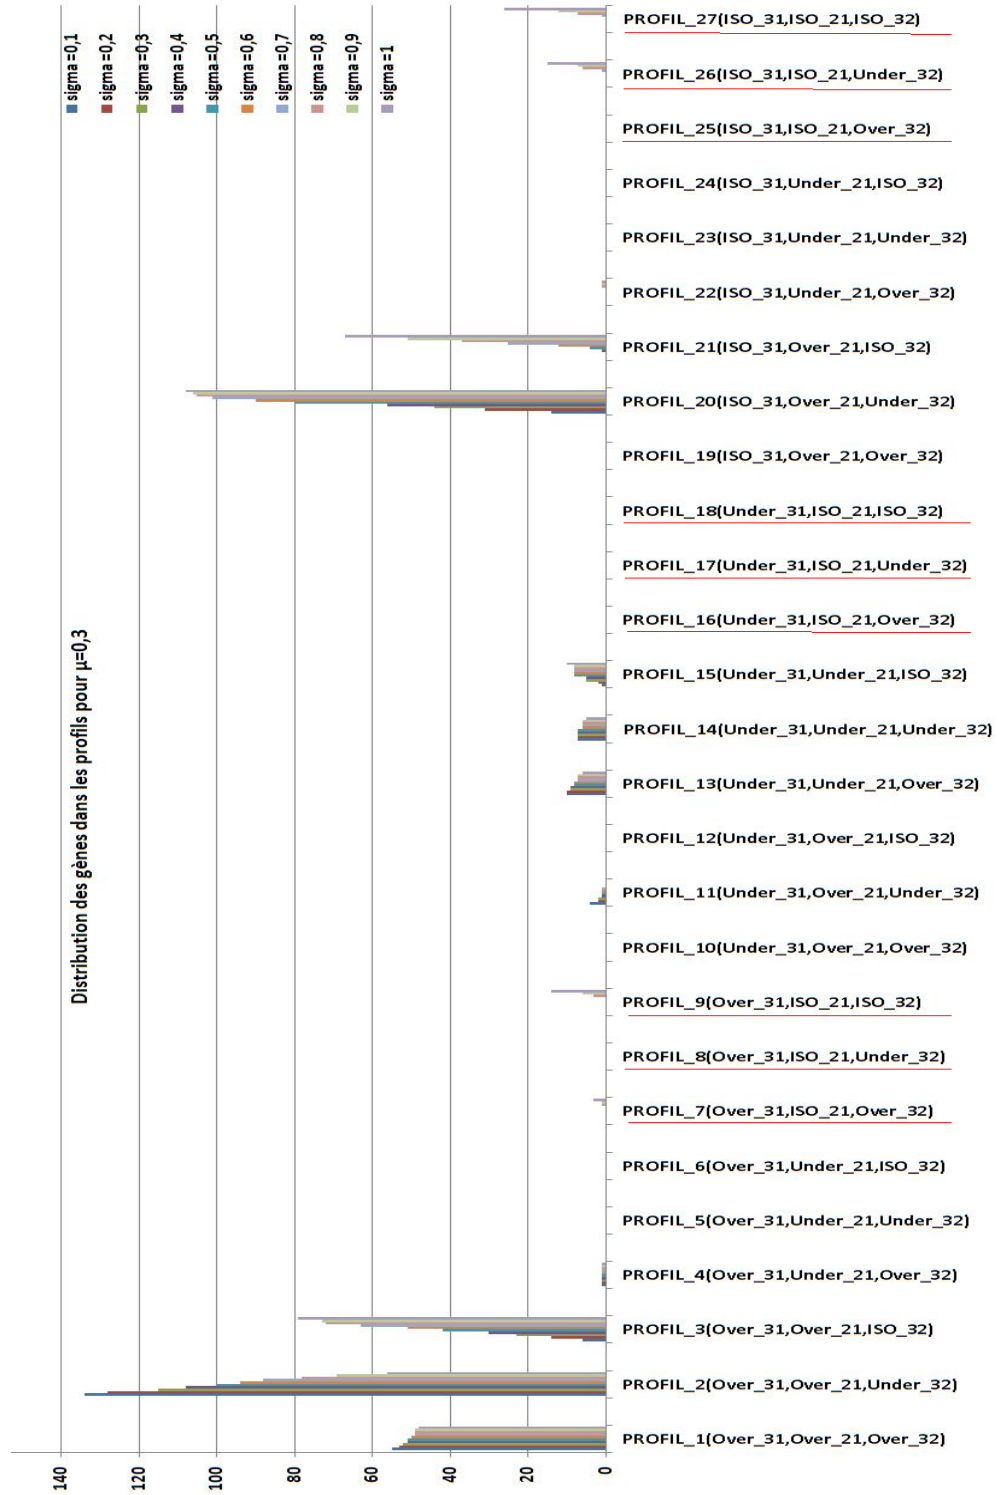 Distribution des gènes dans les profils pour μ=0,3
sigma =0,1
sigma =0,2
sigma =0,3
sigma =0,4
sigma =0,5
sigma =0,6
sigma =0,7
sigma =0,8
sigma =0,9
sigma =1
140
120
100
80
60
40
20
0
PROFIL_27(ISO_31,ISO_21,ISO_32)
PROFIL_26(ISO_31,ISO_21,Under_32)
PROFIL_25(ISO_31,ISO_21,Over_32)
PROFIL_24(ISO_31,Under_21,ISO_32)
PROFIL_23(ISO_31,Under_21,Under_32)
PROFIL_22(ISO_31,Under_21,Over_32)
PROFIL_21(ISO_31,Over_21,ISO_32)
PROFIL_20(ISO_31,Over_21,Under_32)
PROFIL_19(ISO_31,Over_21,Over_32)
PROFIL_18(Under_31,ISO_21,ISO_32)
PROFIL_17(Under_31,ISO_21,Under_32)
PROFIL_16(Under_31,ISO_21,Over_32)
PROFIL_15(Under_31,Under_21,ISO_32)
PROFIL_14(Under_31,Under_21,Under_32)
PROFIL_13(Under_31,Under_21,Over_32)
PROFIL_12(Under_31,Over_21,ISO_32)
PROFIL_11(Under_31,Over_21,Under_32)
PROFIL_10(Under_31,Over_21,Over_32)
PROFIL_9(Over_31,ISO_21,ISO_32)
PROFIL_8(Over_31,ISO_21,Under_32)
PROFIL_7(Over_31,ISO_21,Over_32)
PROFIL_6(Over_31,Under_21,ISO_32)
PROFIL_5(Over_31,Under_21,Under_32)
PROFIL_4(Over_31,Under_21,Over_32)
PROFIL_3(Over_31,Over_21,ISO_32)
PROFIL_2(Over_31,Over_21,Under_32)
PROFIL_1(Over_31,Over_21,Over_32)